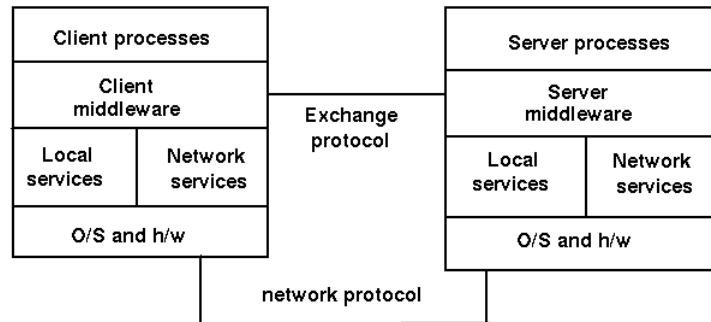 Client processes
Client
middleware
Local
services
Network
services
O/S and h/w
Exchange
protocol
Server processes
Server
middleware
Local
services
Network
services
O/S and h/w
network protocol